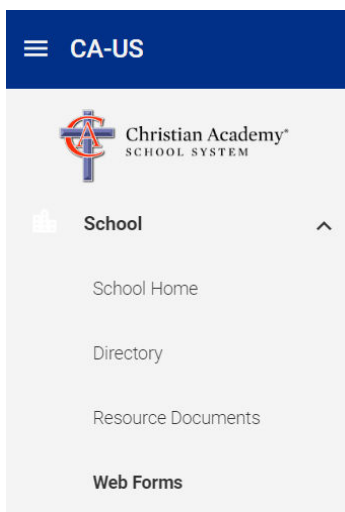 CA-US
Christian Academy®
SCHOOL SYSTEM
School
School Home
Directory
Resource Documents
Web Forms